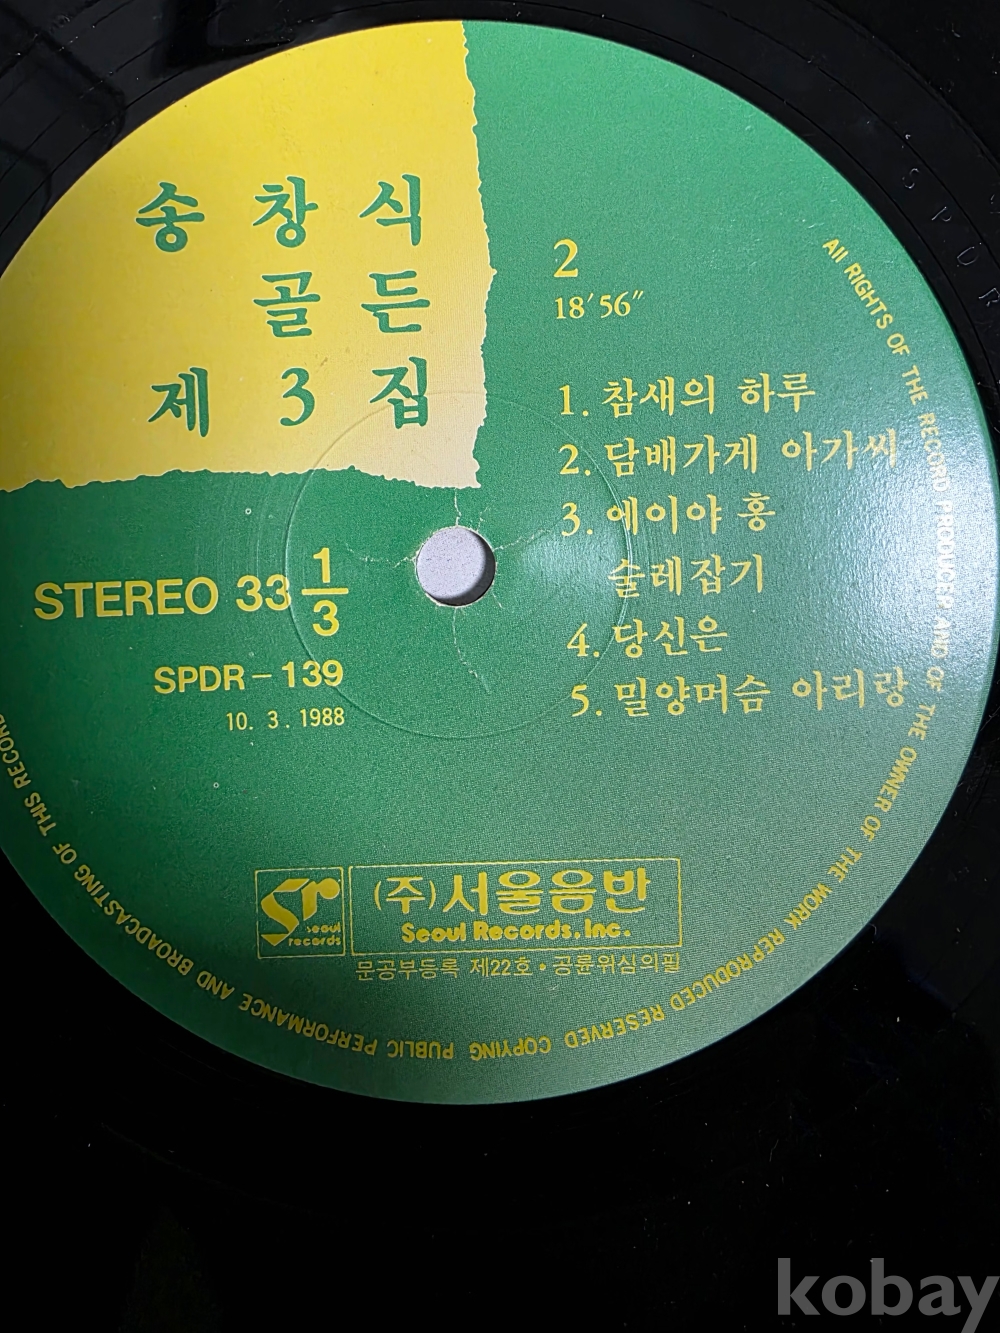 송 창 식
골 든
제 3 집
2
18′56″
1. 참새의 하루
2. 담배가게 아가씨
3. 에이야 홍
술레잡기
4. 당신은
5. 밀양머슴 아리랑
STEREO 33 1/3
SPDR-139
10. 3. 1988
seoul
records
(주)서울음반
Seoul Records, Inc.
문공부등록 제22호·공륜위심의필
All RIGHTS OF THE RECORD PRODUCER AND OF THE OWNER OF THE WORK REPRODUCED RESERVED COPYING PUBLIC PERFORMANCE AND BROADCASTING OF THIS RECORD
SPDR
kobay